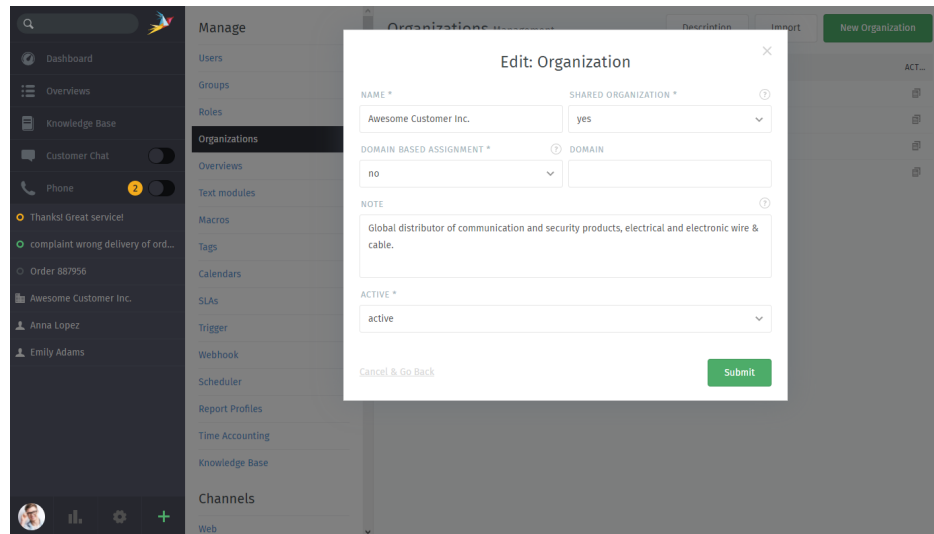 Manage
Organizations Management
Description
Import
New Organization
Dashboard
Overviews
Knowledge Base
Customer Chat
Phone
2
Thanks! Great service!
complaint wrong delivery of ord...
Order 887956
Awesome Customer Inc.
Anna Lopez
Emily Adams
Users
Groups
Roles
Organizations
Overviews
Text modules
Macros
Tags
Calendars
SLAs
Trigger
Webhook
Scheduler
Report Profiles
Time Accounting
Knowledge Base
Channels
Web
ACT...
Edit: Organization
NAME *
SHARED ORGANIZATION *
Awesome Customer Inc.
yes
DOMAIN BASED ASSIGNMENT *
DOMAIN
no
NOTE
Global distributor of communication and security products, electrical and electronic wire &
cable.
ACTIVE *
active
Cancel & Go Back
Submit